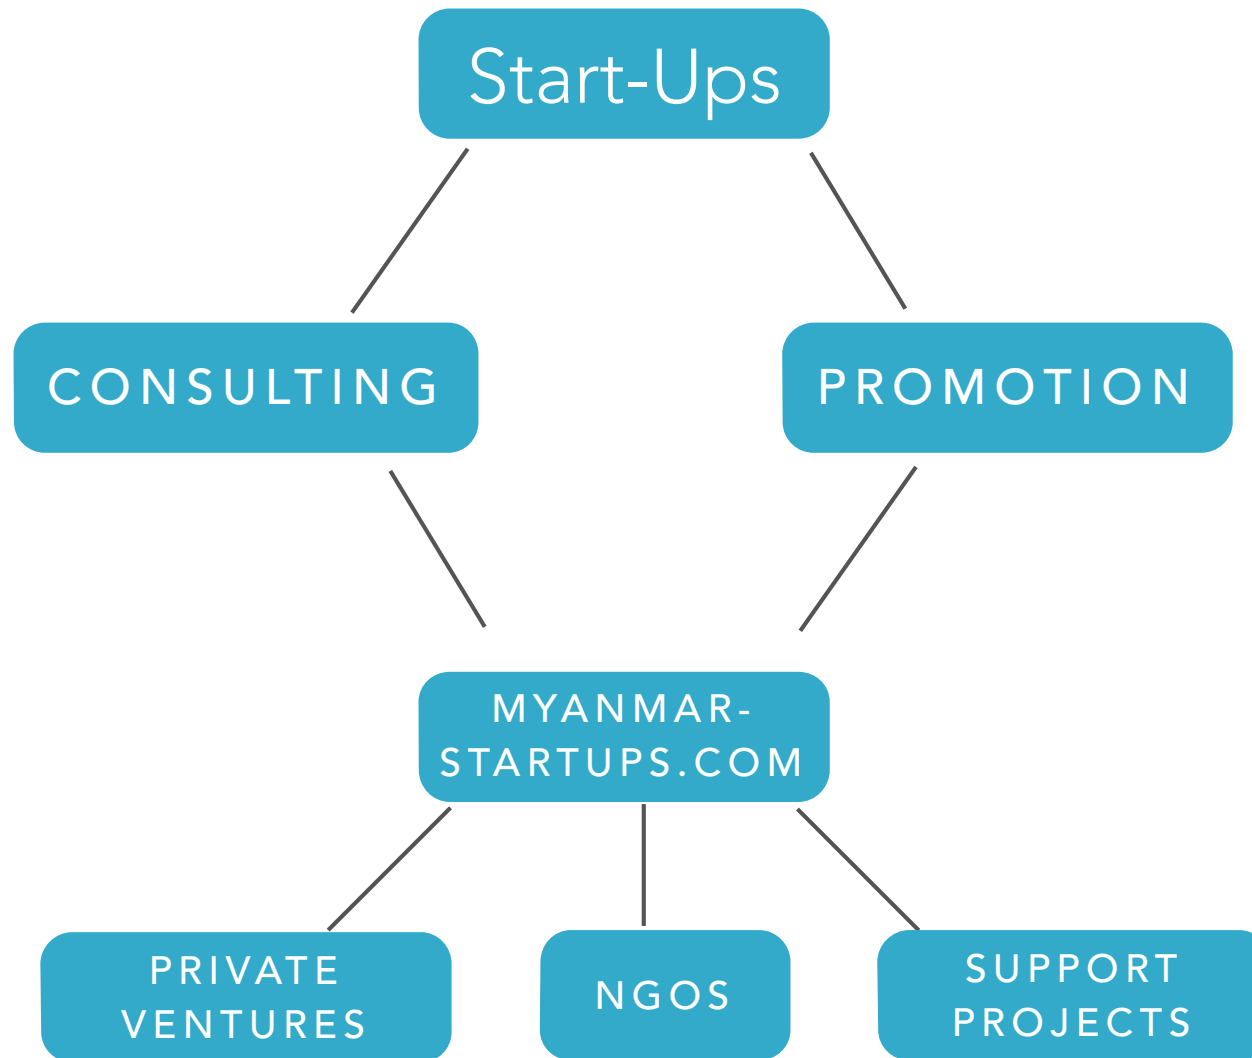 Start-Ups
CONSULTING
PROMOTION
MYANMAR-
STARTUPS.COM
PRIVATE
VENTURES
NGOS
SUPPORT
PROJECTS